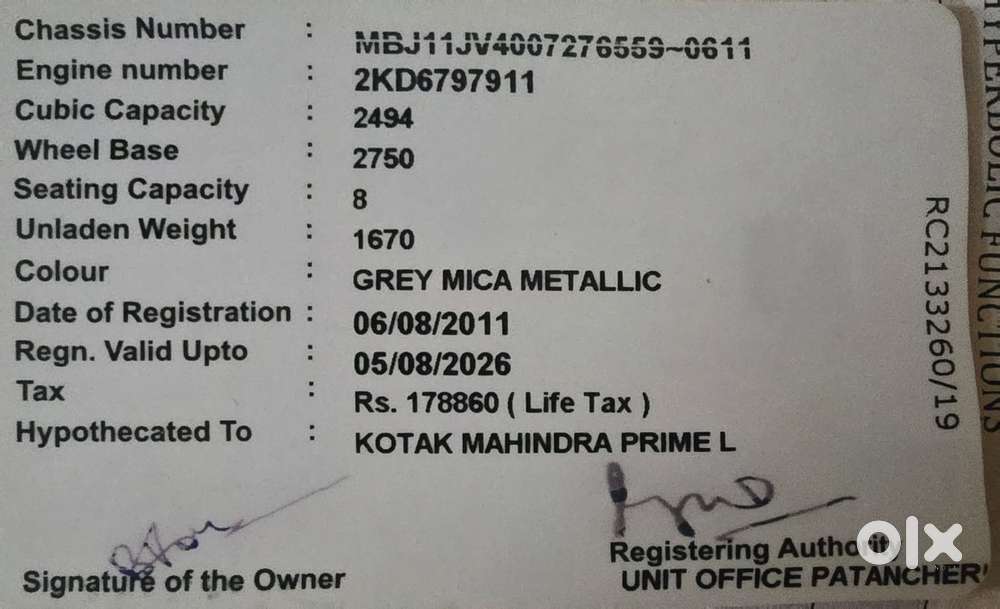 Chassis Number : MBJ11JV4007276559~0611
Engine number : 2KD6797911
Cubic Capacity : 2494
Wheel Base : 2750
Seating Capacity : 8
Unladen Weight : 1670
Colour : GREY MICA METALLIC
Date of Registration : 06/08/2011
Regn. Valid Upto : 05/08/2026
Tax : Rs. 178860 ( Life Tax )
Hypothecated To : KOTAK MAHINDRA PRIME L
Signature of the Owner
Registering Authority
UNIT OFFICE PATANCHER
RC2133260/19
FUNCTIONS
olx